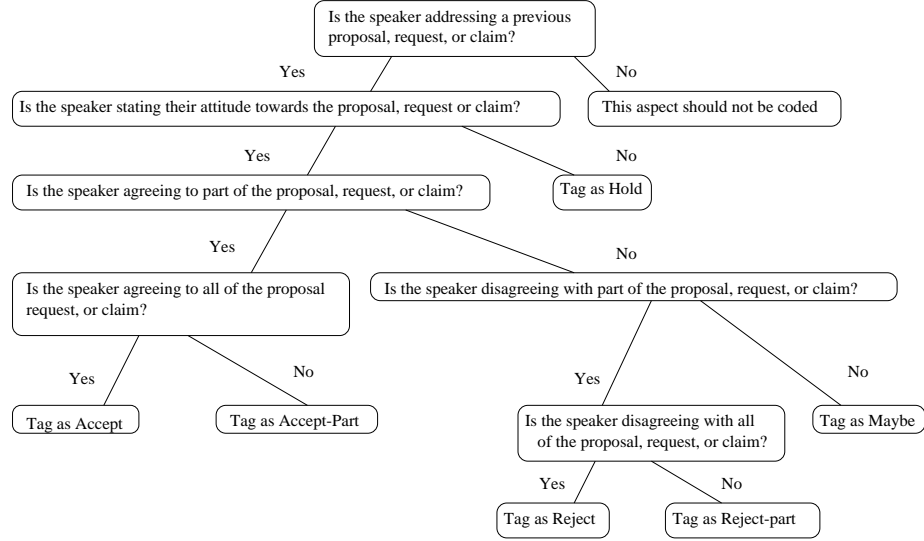 Is the speaker addressing a previous
proposal, request, or claim?
Yes
No
Is the speaker stating their attitude towards the proposal, request or claim?
This aspect should not be coded
Yes
No
Is the speaker agreeing to part of the proposal, request, or claim?
Tag as Hold
Yes
No
Is the speaker agreeing to all of the proposal
request, or claim?
Is the speaker disagreeing with part of the proposal, request, or claim?
Yes
No
Yes
No
Tag as Accept
Tag as Accept-Part
Is the speaker disagreeing with all
of the proposal, request, or claim?
Tag as Maybe
Yes
No
Tag as Reject
Tag as Reject-part